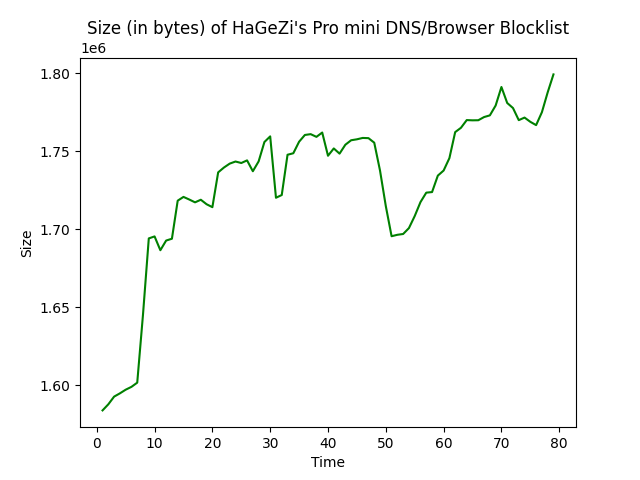 Size (in bytes) of HaGeZi's Pro mini DNS/Browser Blocklist
1e6
1.80
1.75
1.70
1.65
1.60
Size
0 10 20 30 40 50 60 70 80
Time